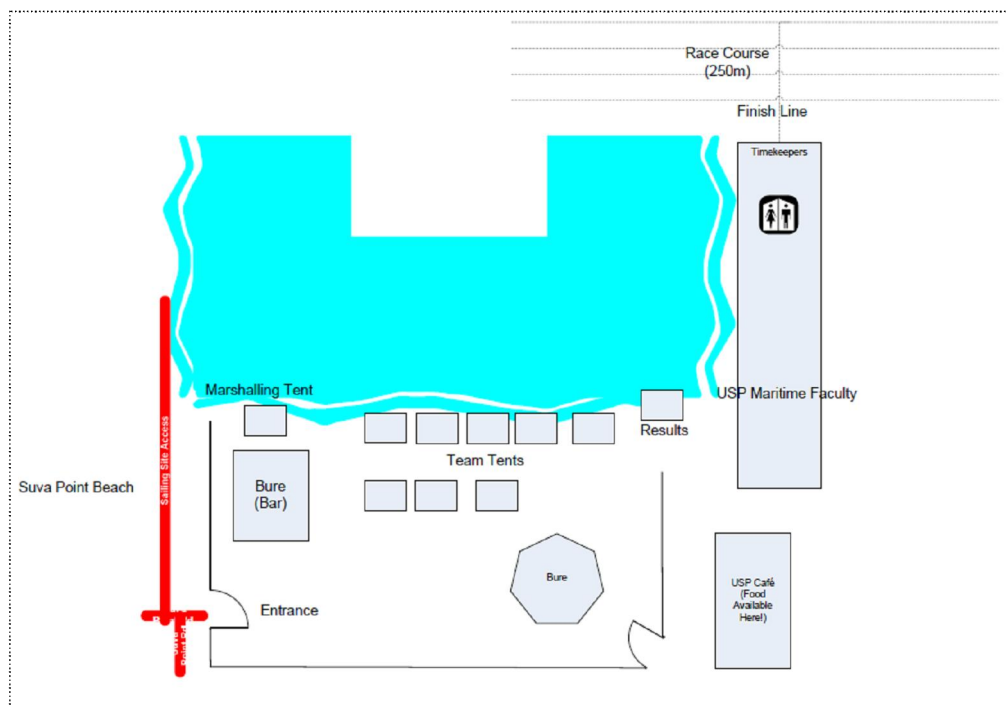 Race Course
(250m)
Finish Line
Timekeepers
Marshalling Tent
USP Maritime Faculty
Results
Team Tents
Sailing Site Access
Suva Point Beach
Bure
(Bar)
Bure
USP Café
(Food
Available
Here!)
Entrance